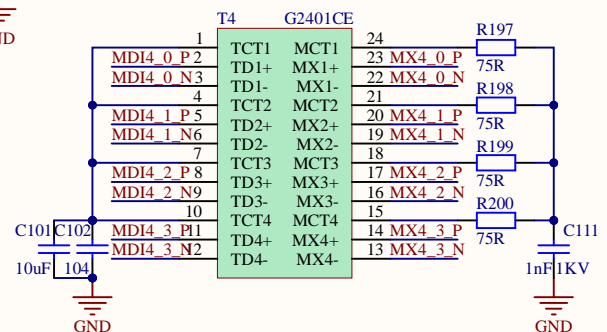 ND
T4 G2401CE
1 TCT1 MCT1 24 R197
MDI4_0_P 2 TD1+ MX1+ 23 MX4_0_P 75R
MDI4_0_N 3 TD1- MX1- 22 MX4_0_N
4 TCT2 MCT2 21 R198
MDI4_1_P 5 TD2+ MX2+ 20 MX4_1_P 75R
MDI4_1_N 6 TD2- MX2- 19 MX4_1_N
7 TCT3 MCT3 18 R199
MDI4_2_P 8 TD3+ MX3+ 17 MX4_2_P 75R
MDI4_2_N 9 TD3- MX3- 16 MX4_2_N
10 TCT4 MCT4 15 R200
C101 C102 MDI4_3_P 11 TD4+ MX4+ 14 MX4_3_P 75R C111
10uF 104 MDI4_3_N 12 TD4- MX4- 13 MX4_3_N 1nF 1KV
GND GND